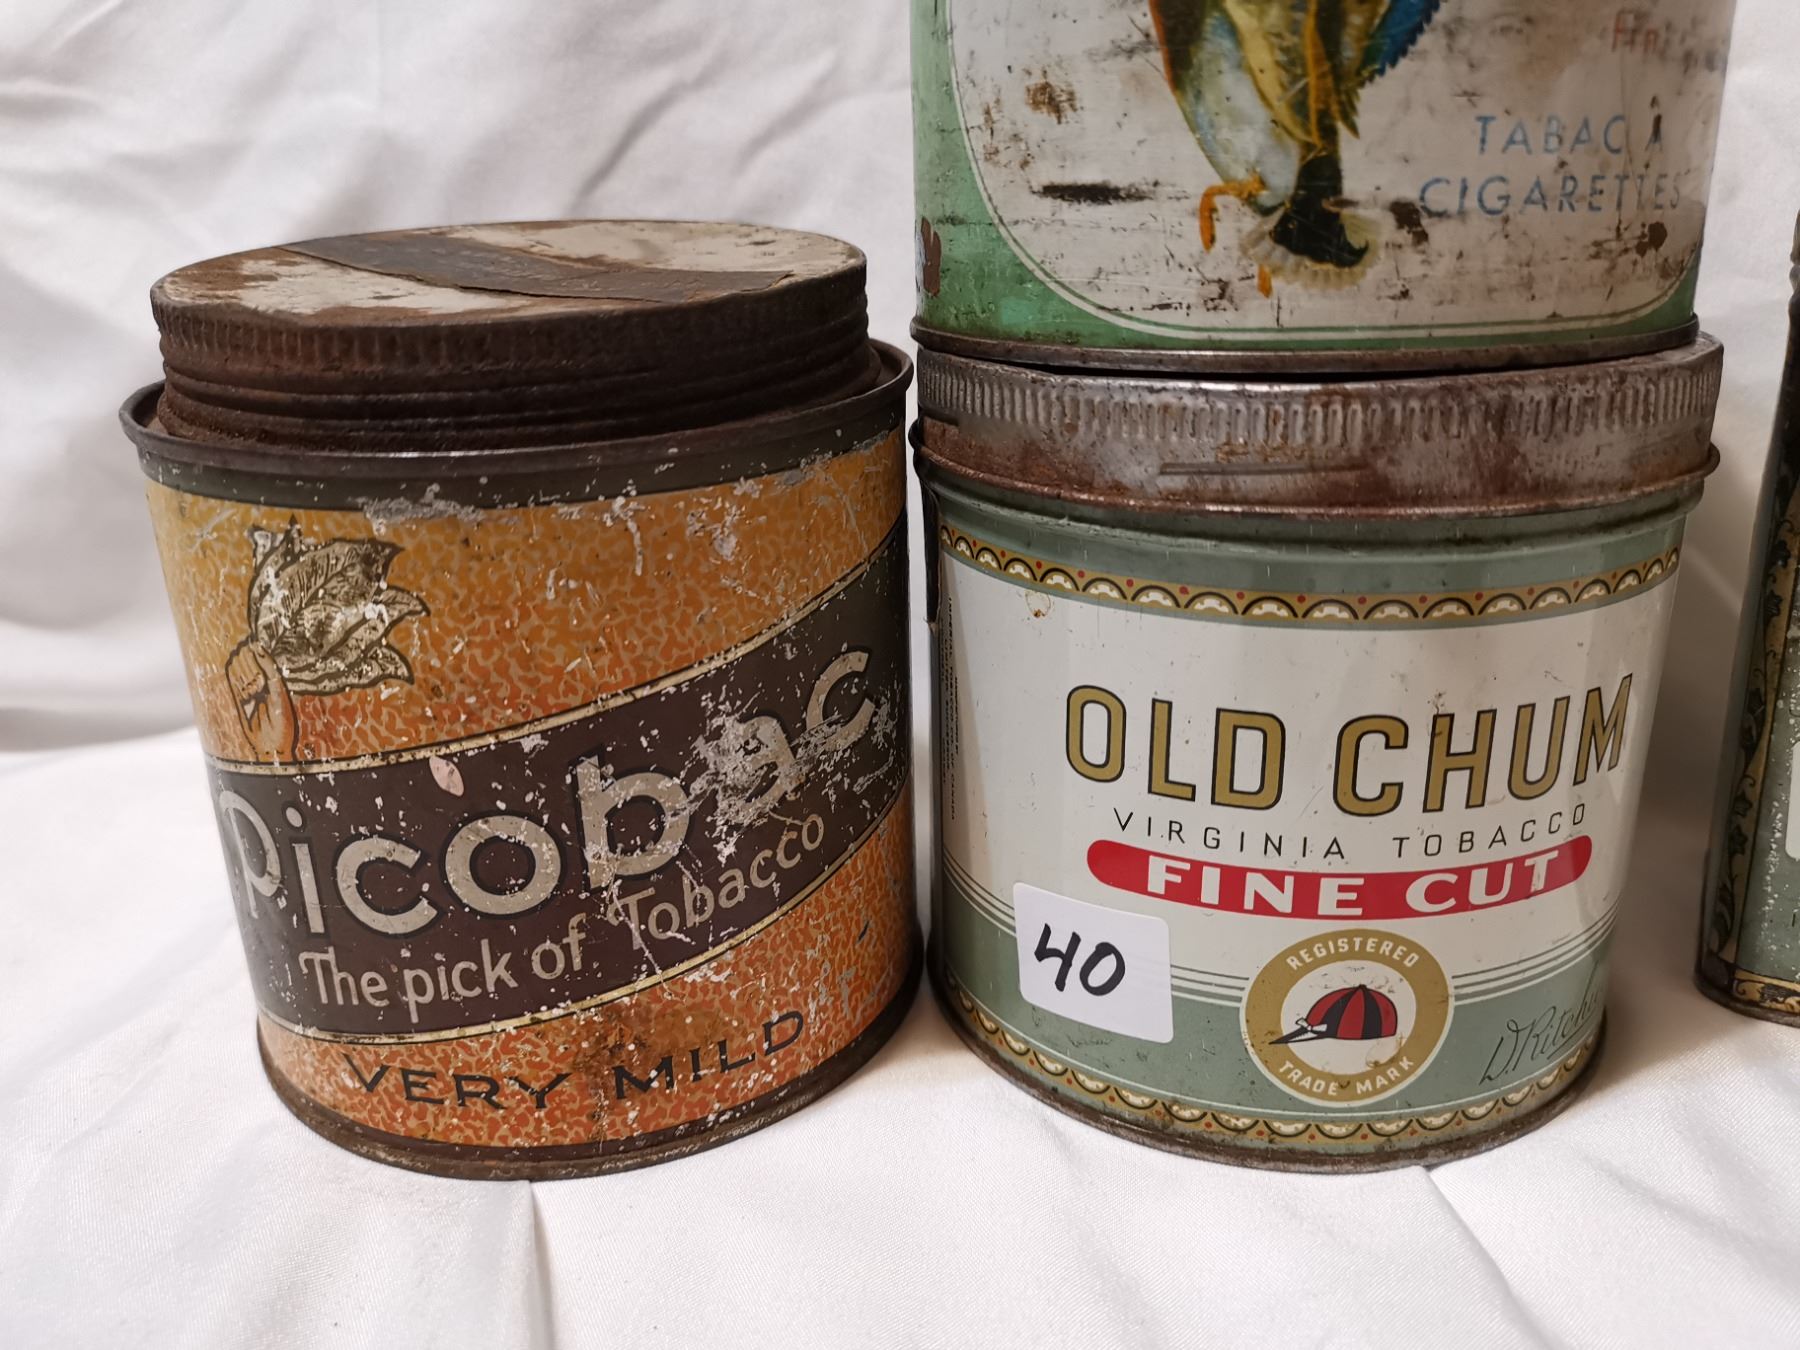 TABAC À
CIGARETTES
Picobac
The pick of Tobacco
VERY MILD
OLD CHUM
VIRGINIA TOBACCO
FINE CUT
40
REGISTERED
TRADE MARK